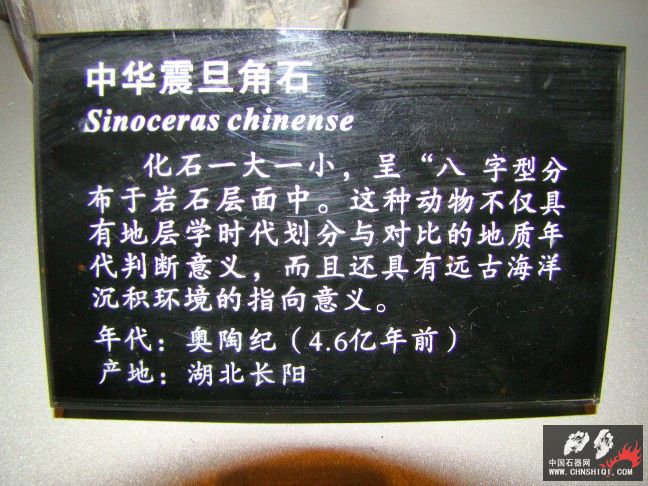 中华震旦角石
Sinoceras chinense
化石一大一小，呈“八 字型分
布于岩石层面中。这种动物不仅具
有地层学时代划分与对比的地质年
代判断意义，而且还具有远古海洋
沉积环境的指向意义。
年代：奥陶纪（4.6亿年前）
产地：湖北长阳
中国石器网
WWW.CHNSHIQI.COM